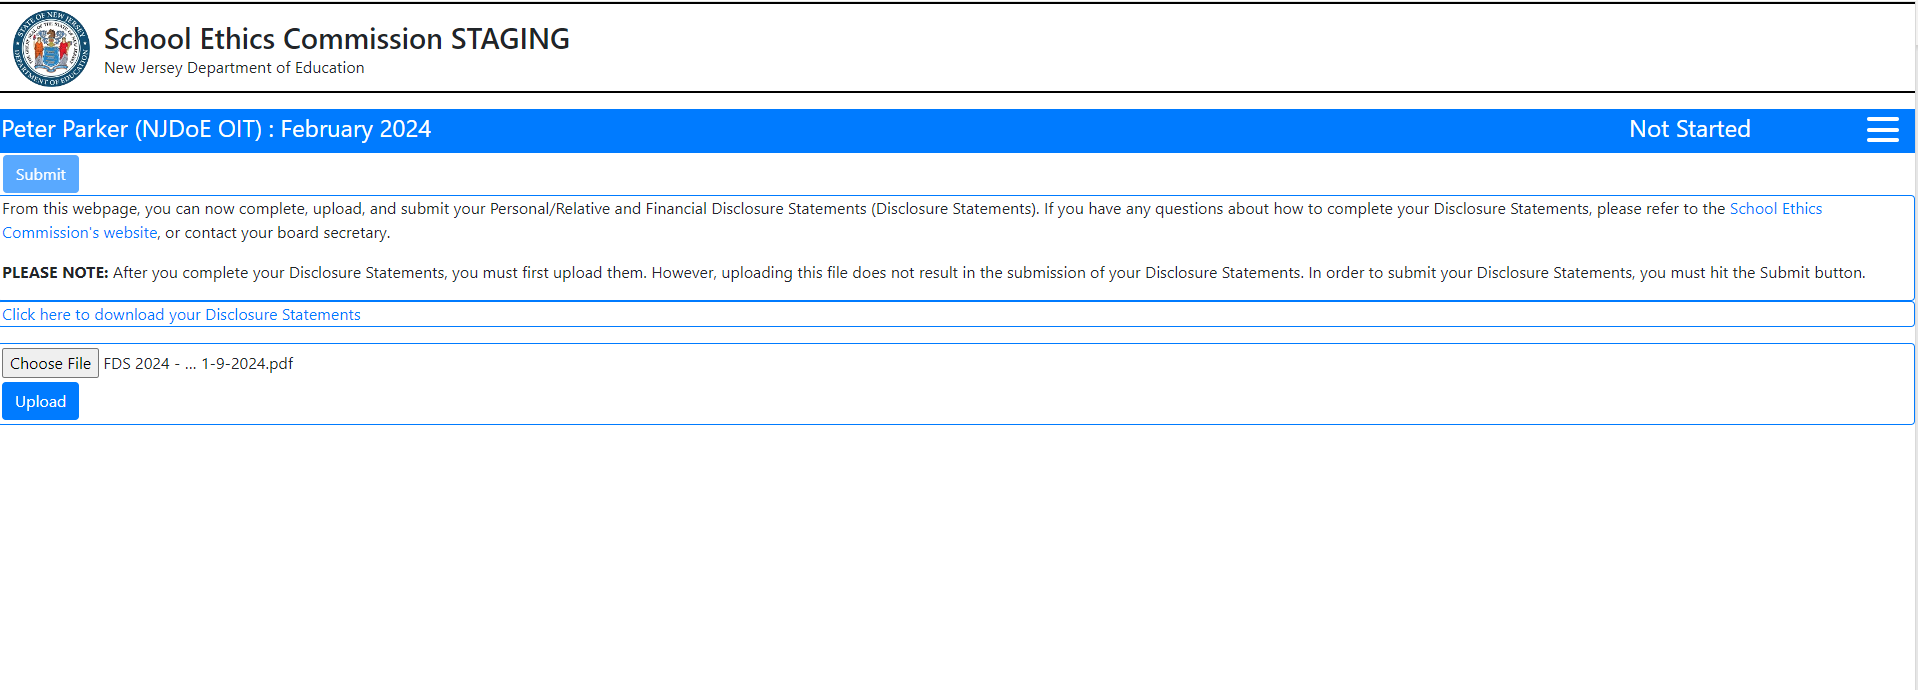 School Ethics Commission STAGING
New Jersey Department of Education
Peter Parker (NJDoE OIT) : February 2024
Not Started
Submit
From this webpage, you can now complete, upload, and submit your Personal/Relative and Financial Disclosure Statements (Disclosure Statements). If you have any questions about how to complete your Disclosure Statements, please refer to the School Ethics
Commission's website, or contact your board secretary.
PLEASE NOTE: After you complete your Disclosure Statements, you must first upload them. However, uploading this file does not result in the submission of your Disclosure Statements. In order to submit your Disclosure Statements, you must hit the Submit button.
Click here to download your Disclosure Statements
Choose File FDS 2024 - ... 1-9-2024.pdf
Upload